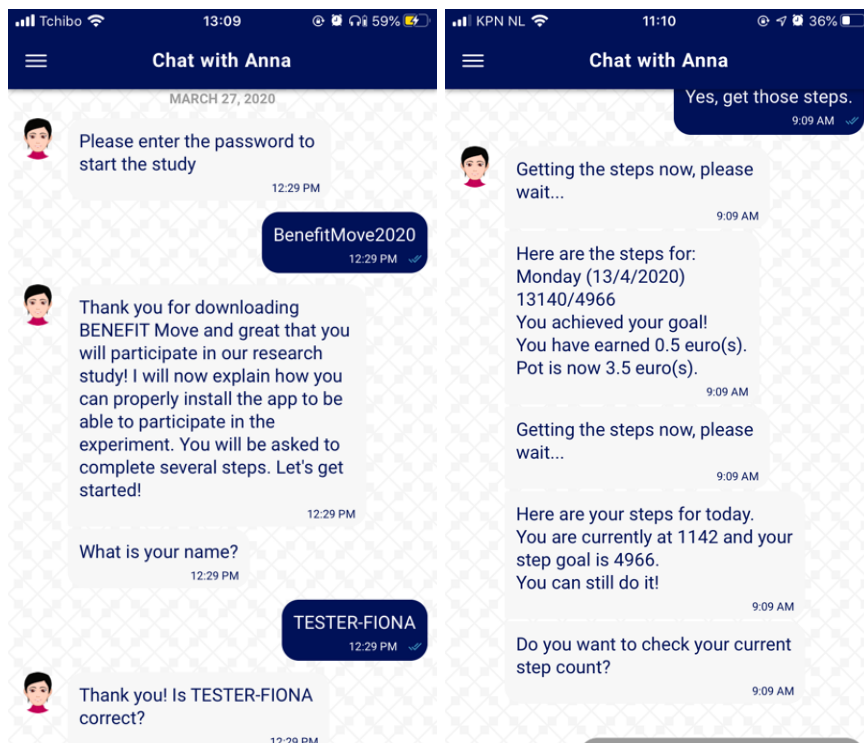 Tchibo 13:09 59%
Chat with Anna
MARCH 27, 2020
Please enter the password to
start the study
12:29 PM
BenefitMove2020
12:29 PM
Thank you for downloading
BENEFIT Move and great that you
will participate in our research
study! I will now explain how you
can properly install the app to be
able to participate in the
experiment. You will be asked to
complete several steps. Let's get
started!
12:29 PM
What is your name?
12:29 PM
TESTER-FIONA
12:29 PM
Thank you! Is TESTER-FIONA
correct?
12:29 PM
KPN NL 11:10 36%
Chat with Anna
Yes, get those steps.
9:09 AM
Getting the steps now, please
wait...
9:09 AM
Here are the steps for:
Monday (13/4/2020)
13140/4966
You achieved your goal!
You have earned 0.5 euro(s).
Pot is now 3.5 euro(s).
9:09 AM
Getting the steps now, please
wait...
9:09 AM
Here are your steps for today.
You are currently at 1142 and your
step goal is 4966.
You can still do it!
9:09 AM
Do you want to check your current
step count?
9:09 AM